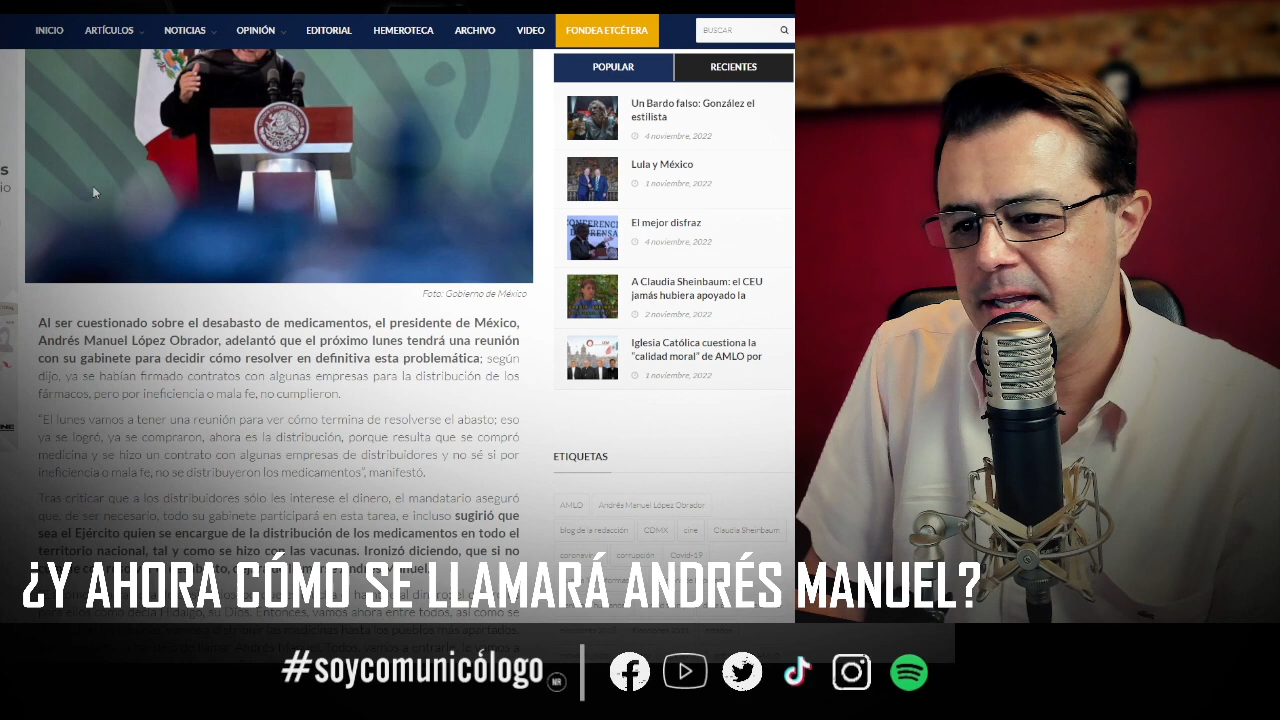 INICIO ARTÍCULOS NOTICIAS OPINIÓN EDITORIAL HEMEROTECA ARCHIVO VIDEO FONDEA ETCÉTERA BUSCAR
POPULAR RECIENTES
Un Bardo falso: González el
estilista
4 noviembre, 2022
Lula y México
1 noviembre, 2022
El mejor disfraz
4 noviembre, 2022
A Claudia Sheinbaum: el CEU
jamás hubiera apoyado la
2 noviembre, 2022
Iglesia Católica cuestiona la
"calidad moral" de AMLO por
1 noviembre, 2022
Foto: Gobierno de México
Al ser cuestionado sobre el desabasto de medicamentos, el presidente de México,
Andrés Manuel López Obrador, adelantó que el próximo lunes tendrá una reunión
con su gabinete para decidir cómo resolver en definitiva esta problemática; según
dijo, ya se habían firmado contratos con algunas empresas para la distribución de los
fármacos, pero por ineficiencia o mala fe, no cumplieron.
"El lunes vamos a tener una reunión para ver cómo termina de resolverse el abasto; eso
ya se logró, ya se compraron, ahora es la distribución, porque resulta que se compró
medicina y se hizo un contrato con algunas empresas de distribuidores y no sé si por
ineficiencia o mala fe, no se distribuyeron los medicamentos", manifestó.
Tras criticar que a los distribuidores sólo les interese el dinero, el mandatario aseguró
que, de ser necesario, todo su gabinete participará en esta tarea, e incluso sugirió que
sea el Ejército quien se encargue de la distribución de los medicamentos en todo el
territorio nacional, tal y como se hizo con las vacunas. Ironizó diciendo, que si no
ETIQUETAS
AMLO Andrés Manuel López Obrador
blog de la redacción CDMX cine Claudia Sheinbaum
corrupción Covid-19
¿Y AHORA CÓMO SE LLAMARÁ ANDRÉS MANUEL?
#soycomunicólogo MR